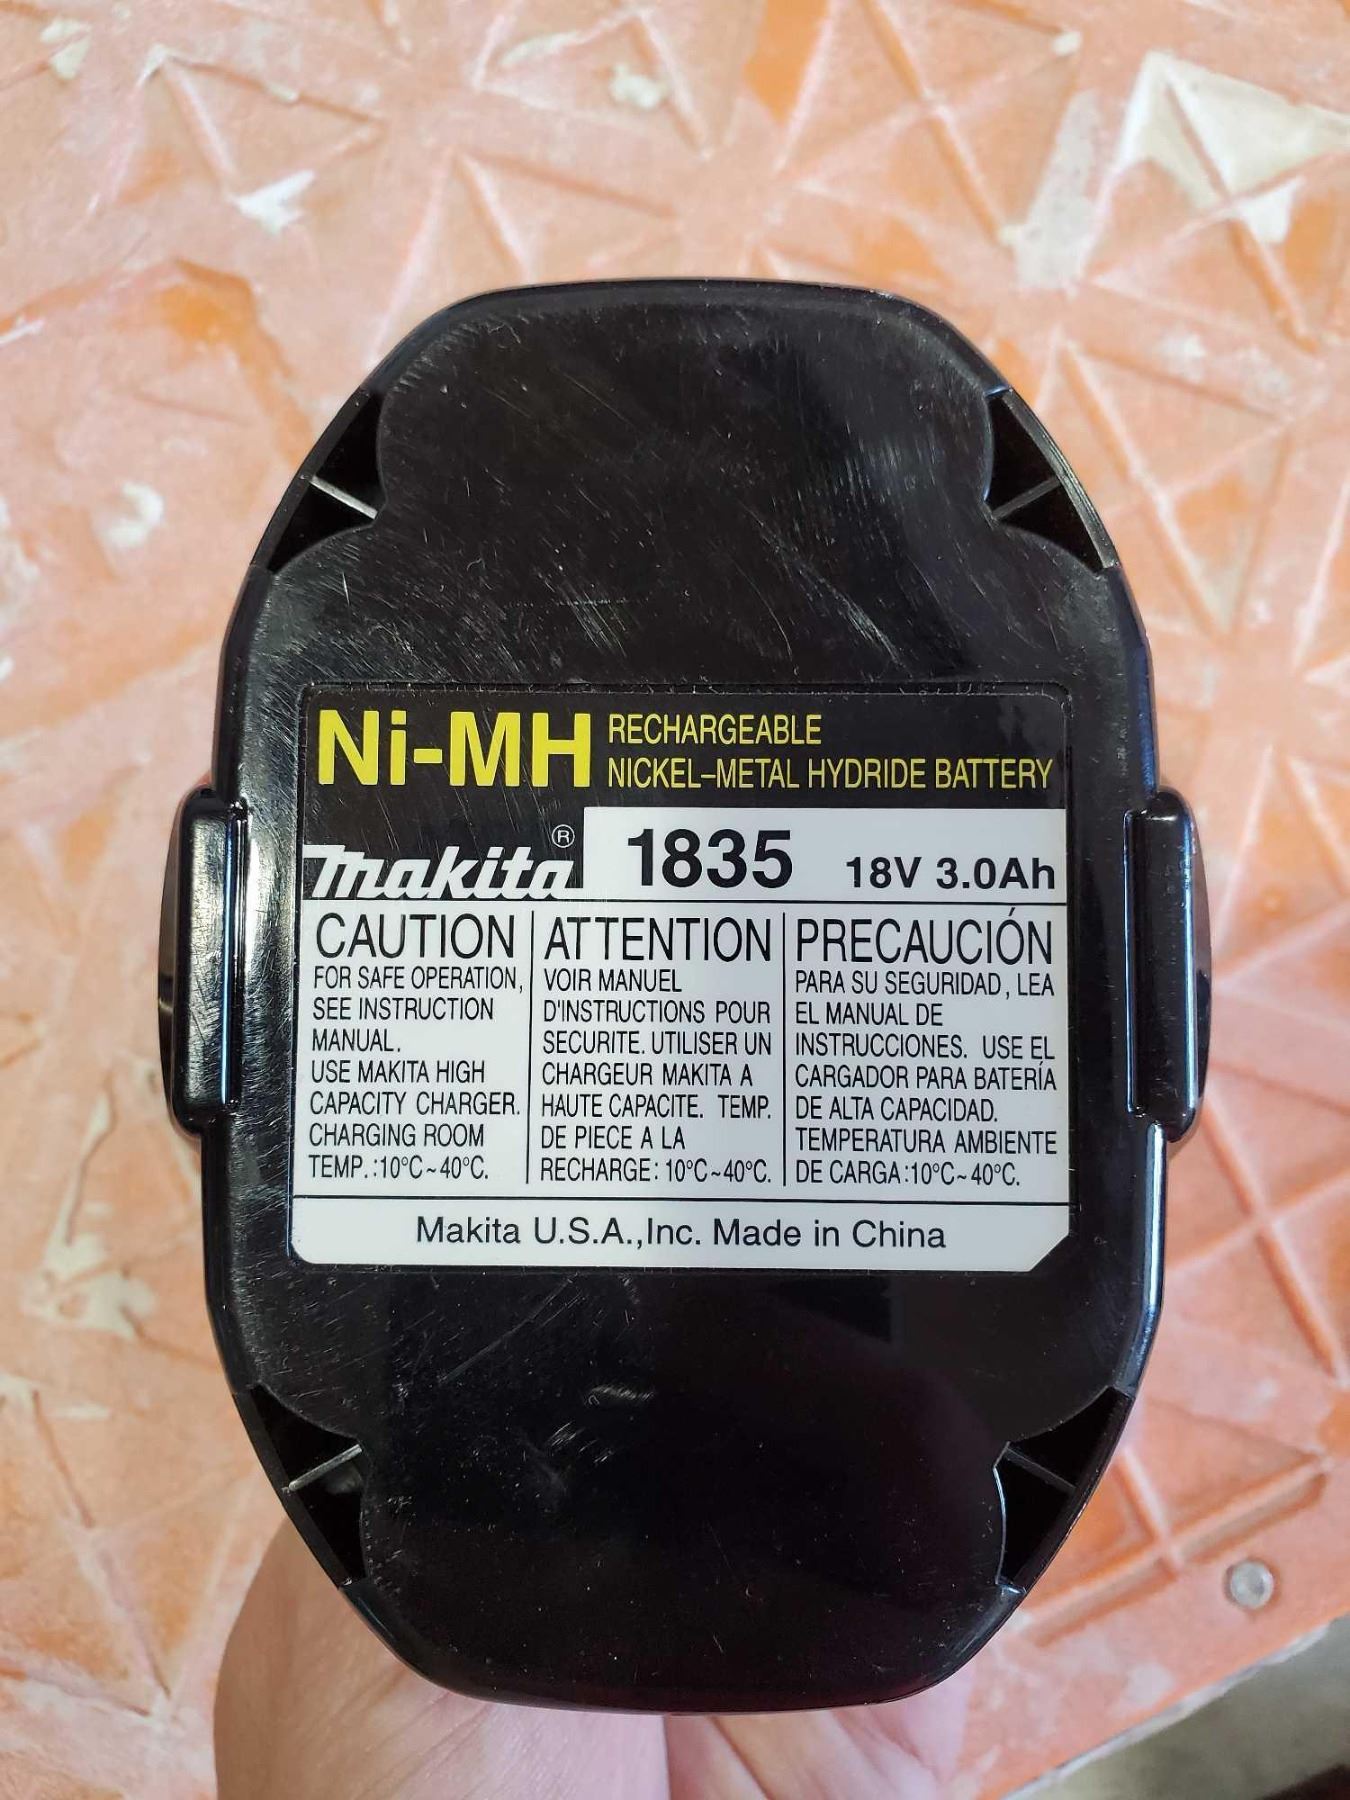 Ni-MH RECHARGEABLE
NICKEL-METAL HYDRIDE BATTERY
makita® 1835 18V 3.0Ah
CAUTION
FOR SAFE OPERATION,
SEE INSTRUCTION
MANUAL.
USE MAKITA HIGH
CAPACITY CHARGER.
CHARGING ROOM
TEMP.:10°C~40°C.
ATTENTION
VOIR MANUEL
D'INSTRUCTIONS POUR
SECURITE. UTILISER UN
CHARGEUR MAKITA A
HAUTE CAPACITE. TEMP.
DE PIECE A LA
RECHARGE: 10°C~40°C.
PRECAUCIÓN
PARA SU SEGURIDAD, LEA
EL MANUAL DE
INSTRUCCIONES. USE EL
CARGADOR PARA BATERÍA
DE ALTA CAPACIDAD.
TEMPERATURA AMBIENTE
DE CARGA:10°C~40°C.
Makita U.S.A.,Inc. Made in China